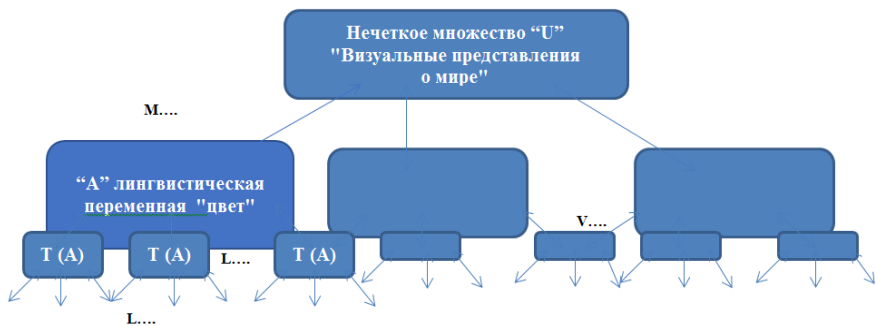 Нечеткое множество “U”
"Визуальные представления
о мире"
M....
“A” лингвистическая
переменная "цвет"
V....
T (A)
T (A)
L....
T (A)
L....